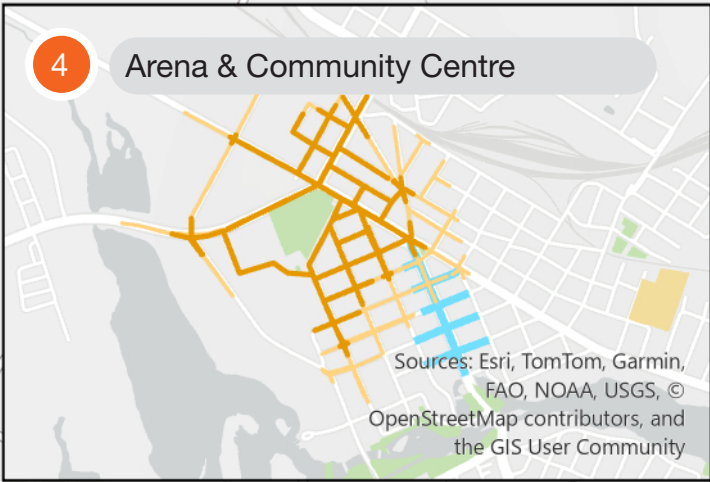 4
Arena & Community Centre
Sources: Esri, TomTom, Garmin,
FAO, NOAA, USGS, ©
OpenStreetMap contributors, and
the GIS User Community